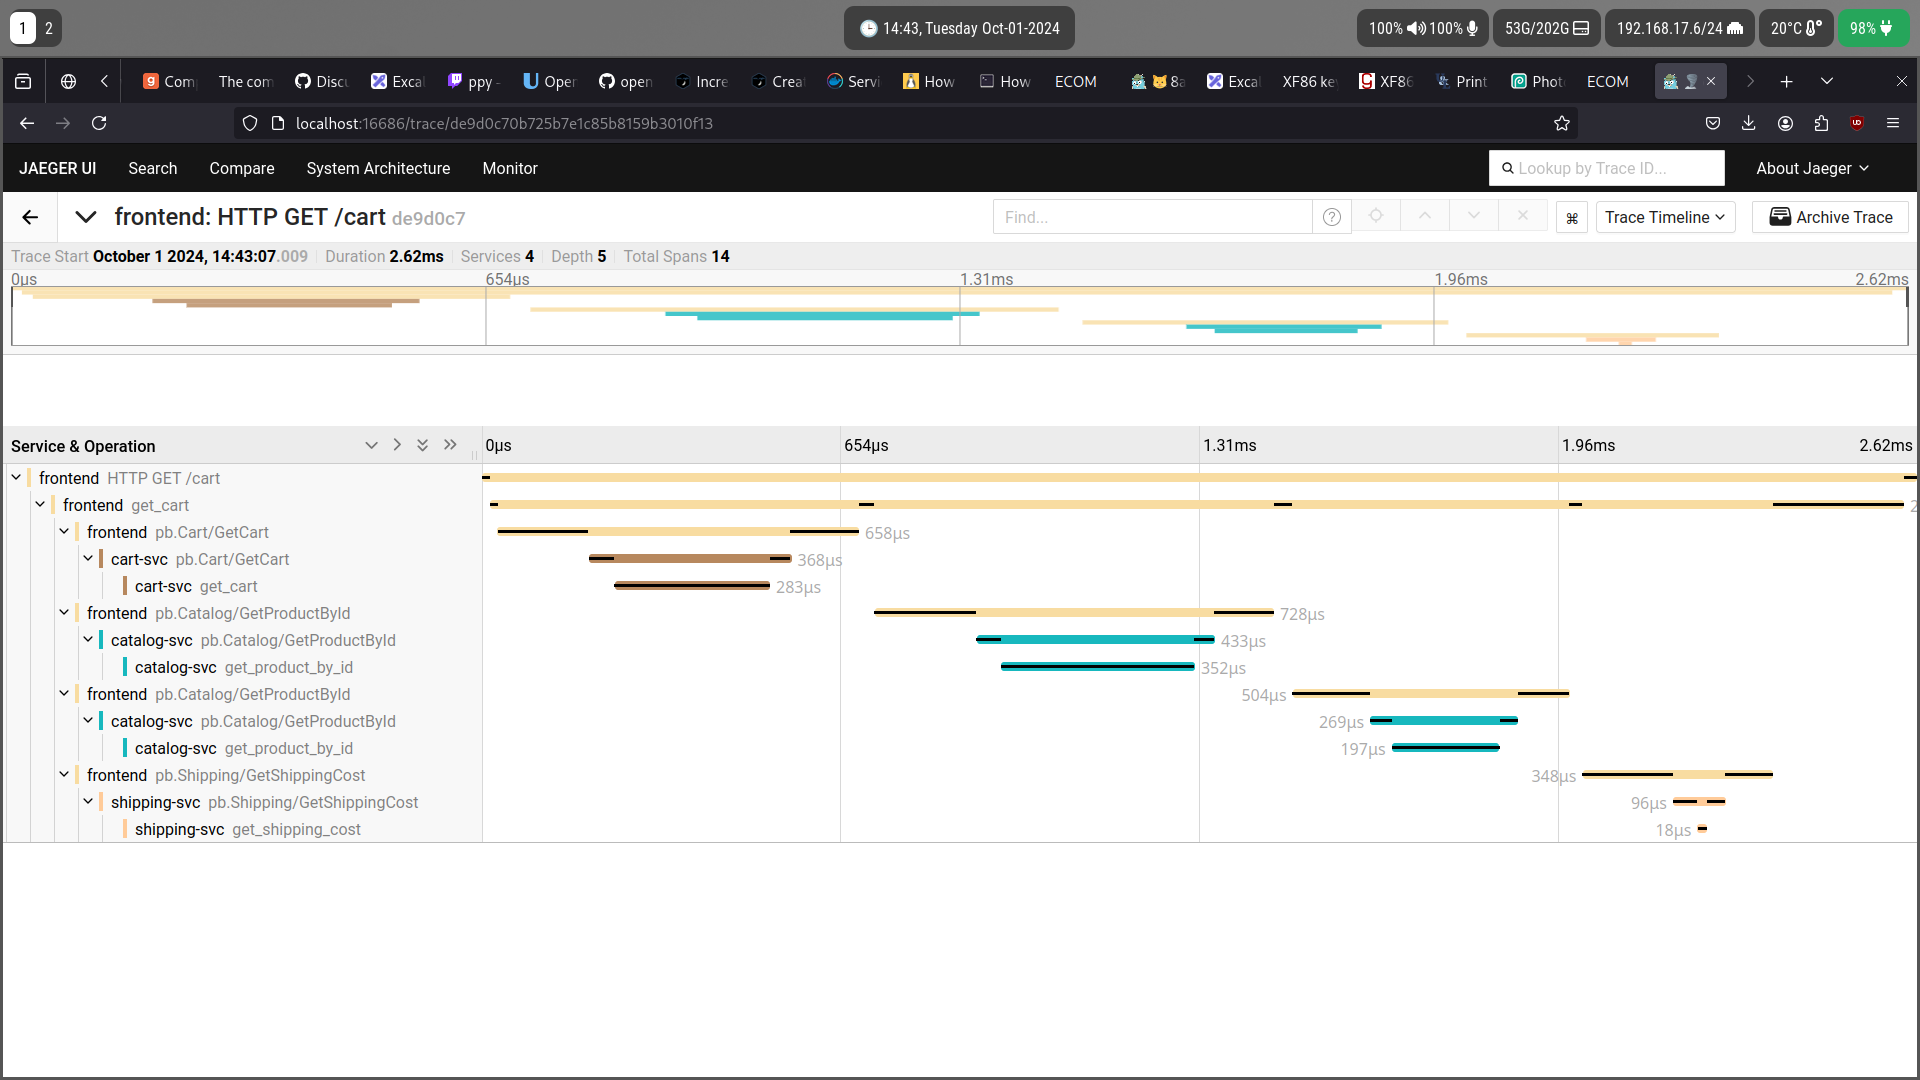 1 2
14:43, Tuesday Oct-01-2024
100% 100% 53G/202G 192.168.17.6/24 20°C 98%
Com The com Discu Excal ppy - Open open Incre Creat Servi How How ECOM 8a Excal XF86 key XF86 Print Phot ECOM
localhost:16686/trace/de9d0c70b725b7e1c85b8159b3010f13
JAEGER UI Search Compare System Architecture Monitor Lookup by Trace ID... About Jaeger
frontend: HTTP GET /cart de9d0c7 Find... ⌘ Trace Timeline Archive Trace
Trace Start October 1 2024, 14:43:07.009 Duration 2.62ms Services 4 Depth 5 Total Spans 14
0μs 654μs 1.31ms 1.96ms 2.62ms
Service & Operation 0μs 654μs 1.31ms 1.96ms 2.62ms
frontend HTTP GET /cart
frontend get_cart 2
frontend pb.Cart/GetCart 658μs
cart-svc pb.Cart/GetCart 368μs
cart-svc get_cart 283μs
frontend pb.Catalog/GetProductById 728μs
catalog-svc pb.Catalog/GetProductById 433μs
catalog-svc get_product_by_id 352μs
frontend pb.Catalog/GetProductById 504μs
catalog-svc pb.Catalog/GetProductById 269μs
catalog-svc get_product_by_id 197μs
frontend pb.Shipping/GetShippingCost 348μs
shipping-svc pb.Shipping/GetShippingCost 96μs
shipping-svc get_shipping_cost 18μs